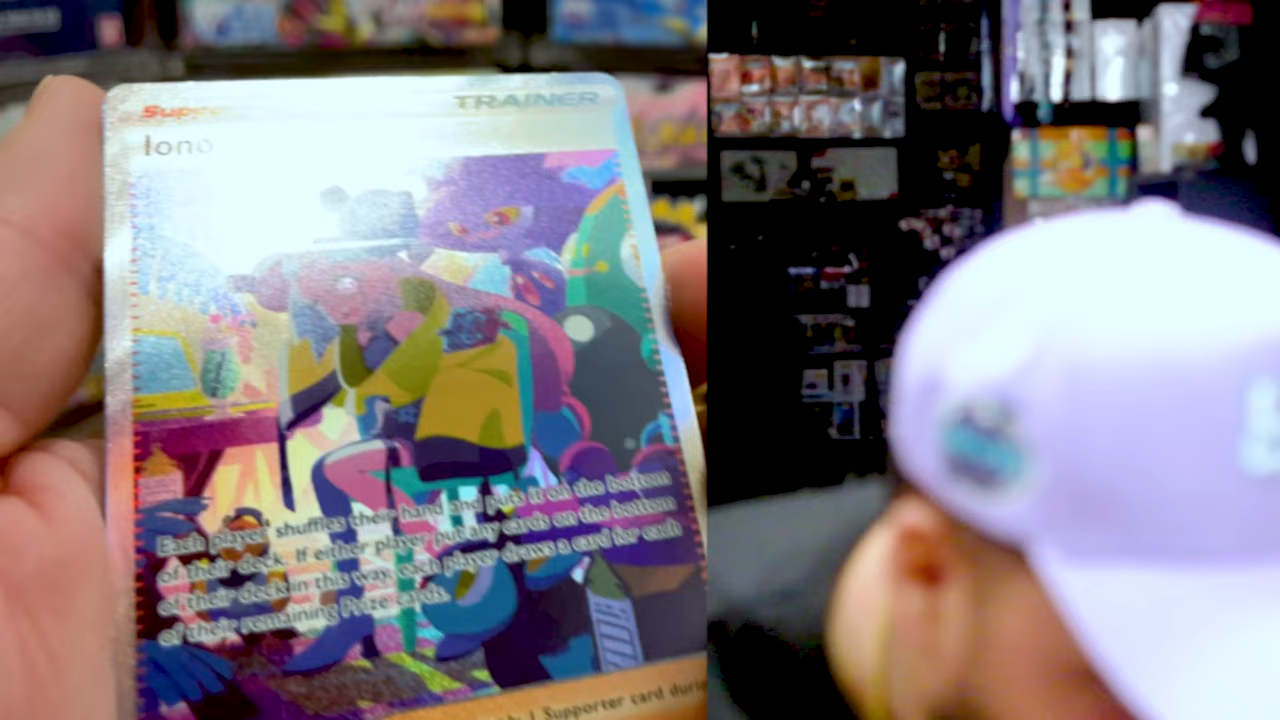 TRAINER
Iono
Each player shuffles their hand and puts it on the bottom
of their deck. If either player put any cards on the bottom
of their deck in this way, each player draws a card for each
of their remaining Prize cards.
1 Supporter card